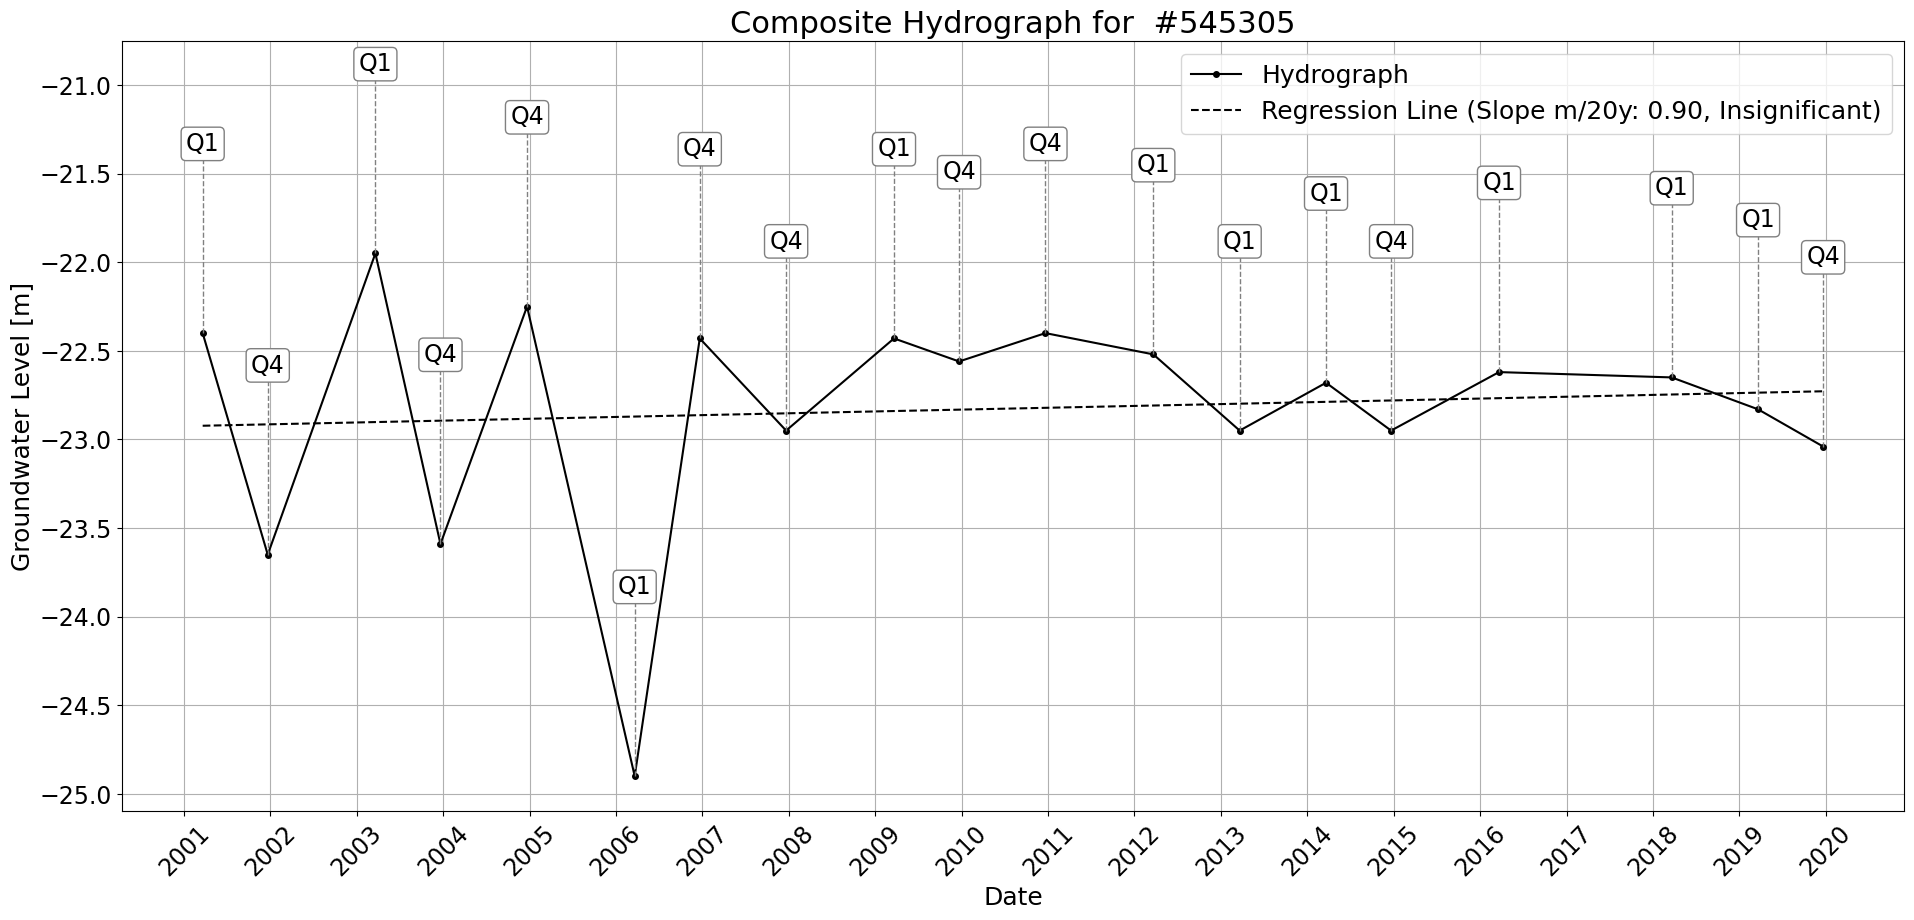 Composite Hydrograph for  #545305
Hydrograph
Regression Line (Slope m/20y: 0.90, Insignificant)
Groundwater Level [m]
−21.0
−21.5
−22.0
−22.5
−23.0
−23.5
−24.0
−24.5
−25.0
Q1
Q4
Q1
Q4
Q4
Q1
Q4
Q4
Q1
Q4
Q4
Q1
Q1
Q1
Q4
Q1
Q1
Q1
Q4
2001
2002
2003
2004
2005
2006
2007
2008
2009
2010
2011
2012
2013
2014
2015
2016
2017
2018
2019
2020
Date